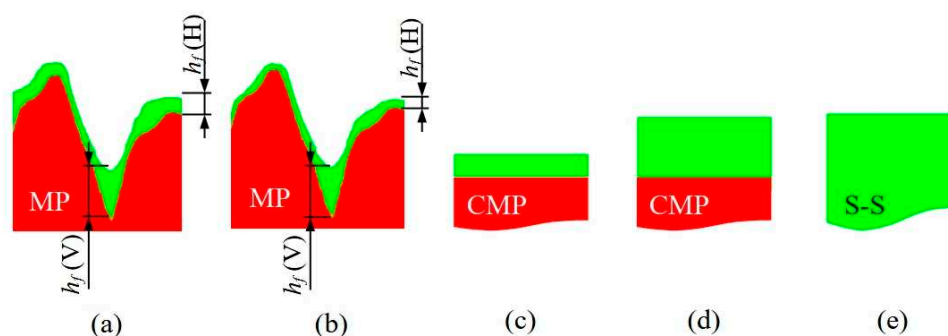 h_f (H)
h_f (H)
MP
MP
CMP
CMP
S-S
h_f (V)
h_f (V)
(a)
(b)
(c)
(d)
(e)